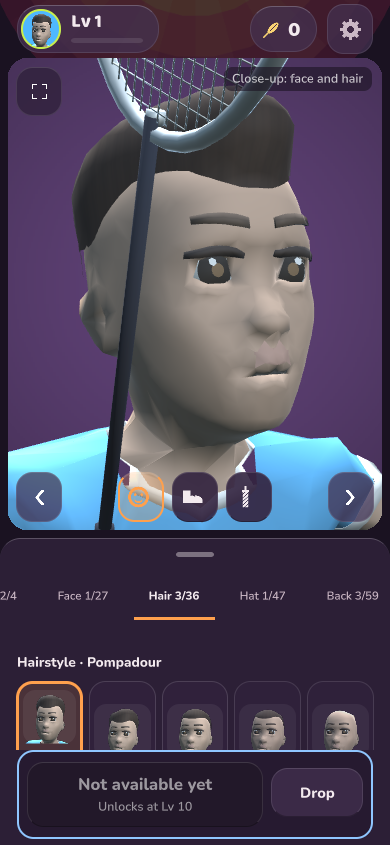 Lv 1
0
Close-up: face and hair
2/4
Face 1/27
Hair 3/36
Hat 1/47
Back 3/59
Hairstyle · Pompadour
Not available yet
Unlocks at Lv 10
Drop